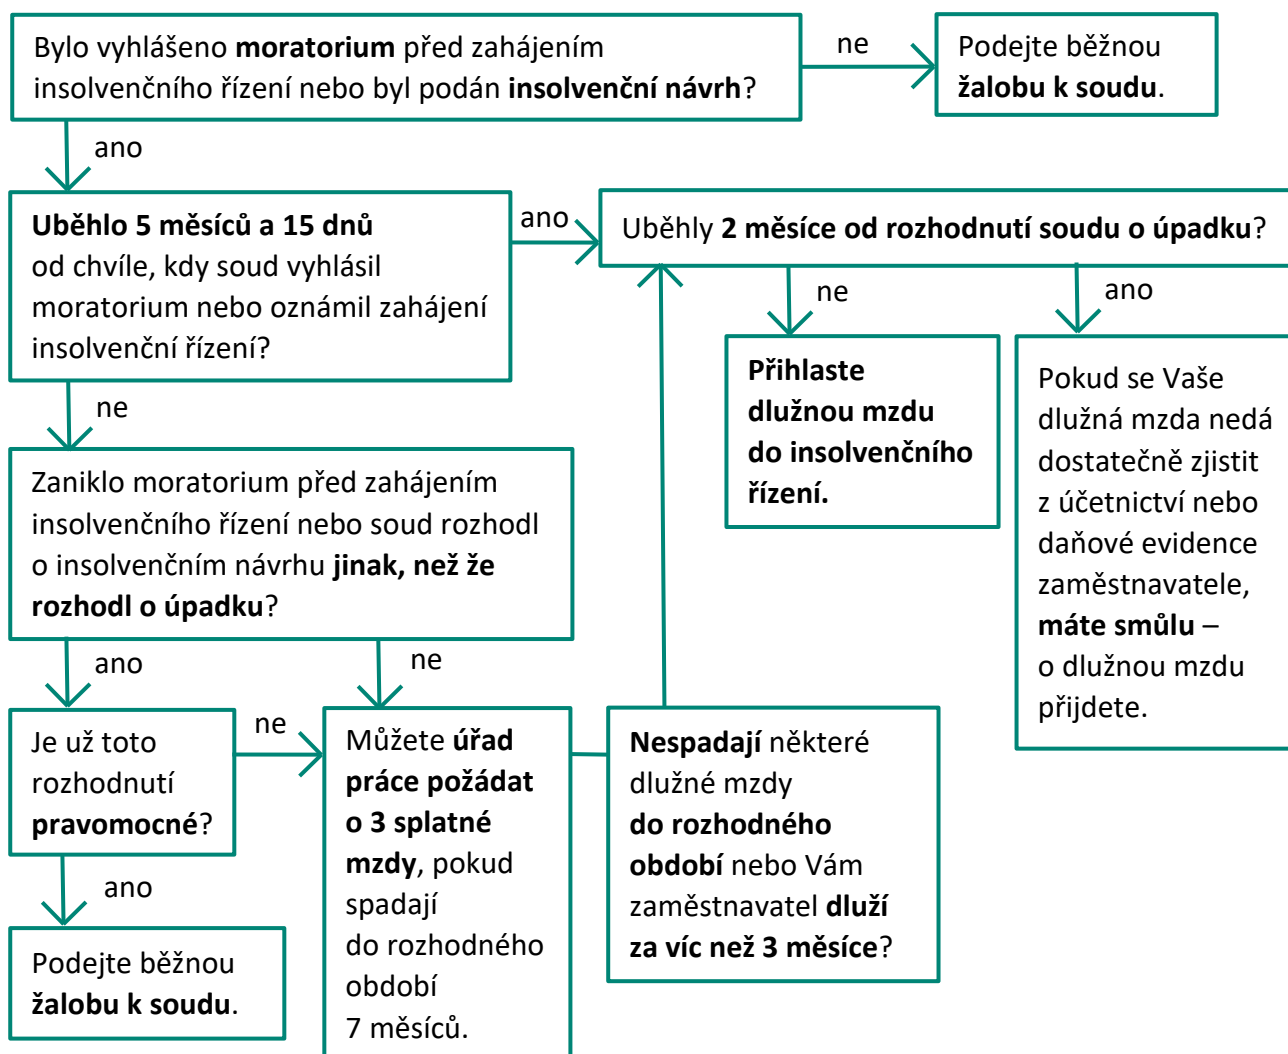 Bylo vyhlášeno moratorium před zahájením
insolvenčního řízení nebo byl podán insolvenční návrh?
ne
Podejte běžnou
žalobu k soudu.
ano
Uběhlo 5 měsíců a 15 dnů
od chvíle, kdy soud vyhlásil
moratorium nebo oznámil zahájení
insolvenční řízení?
ano
Uběhly 2 měsíce od rozhodnutí soudu o úpadku?
ne
ano
Přihlaste
dlužnou mzdu
do insolvenčního
řízení.
Pokud se Vaše
dlužná mzda nedá
dostatečně zjistit
z účetnictví nebo
daňové evidence
zaměstnavatele,
máte smůlu –
o dlužnou mzdu
přijdete.
ne
Zaniklo moratorium před zahájením
insolvenčního řízení nebo soud rozhodl
o insolvenčním návrhu jinak, než že
rozhodl o úpadku?
ano
ne
Je už toto
rozhodnutí
pravomocné?
ne
Můžete úřad
práce požádat
o 3 splatné
mzdy, pokud
spadají
do rozhodného
období
7 měsíců.
Nespadají některé
dlužné mzdy
do rozhodného
období nebo Vám
zaměstnavatel dluží
za víc než 3 měsíce?
ano
Podejte běžnou
žalobu k soudu.